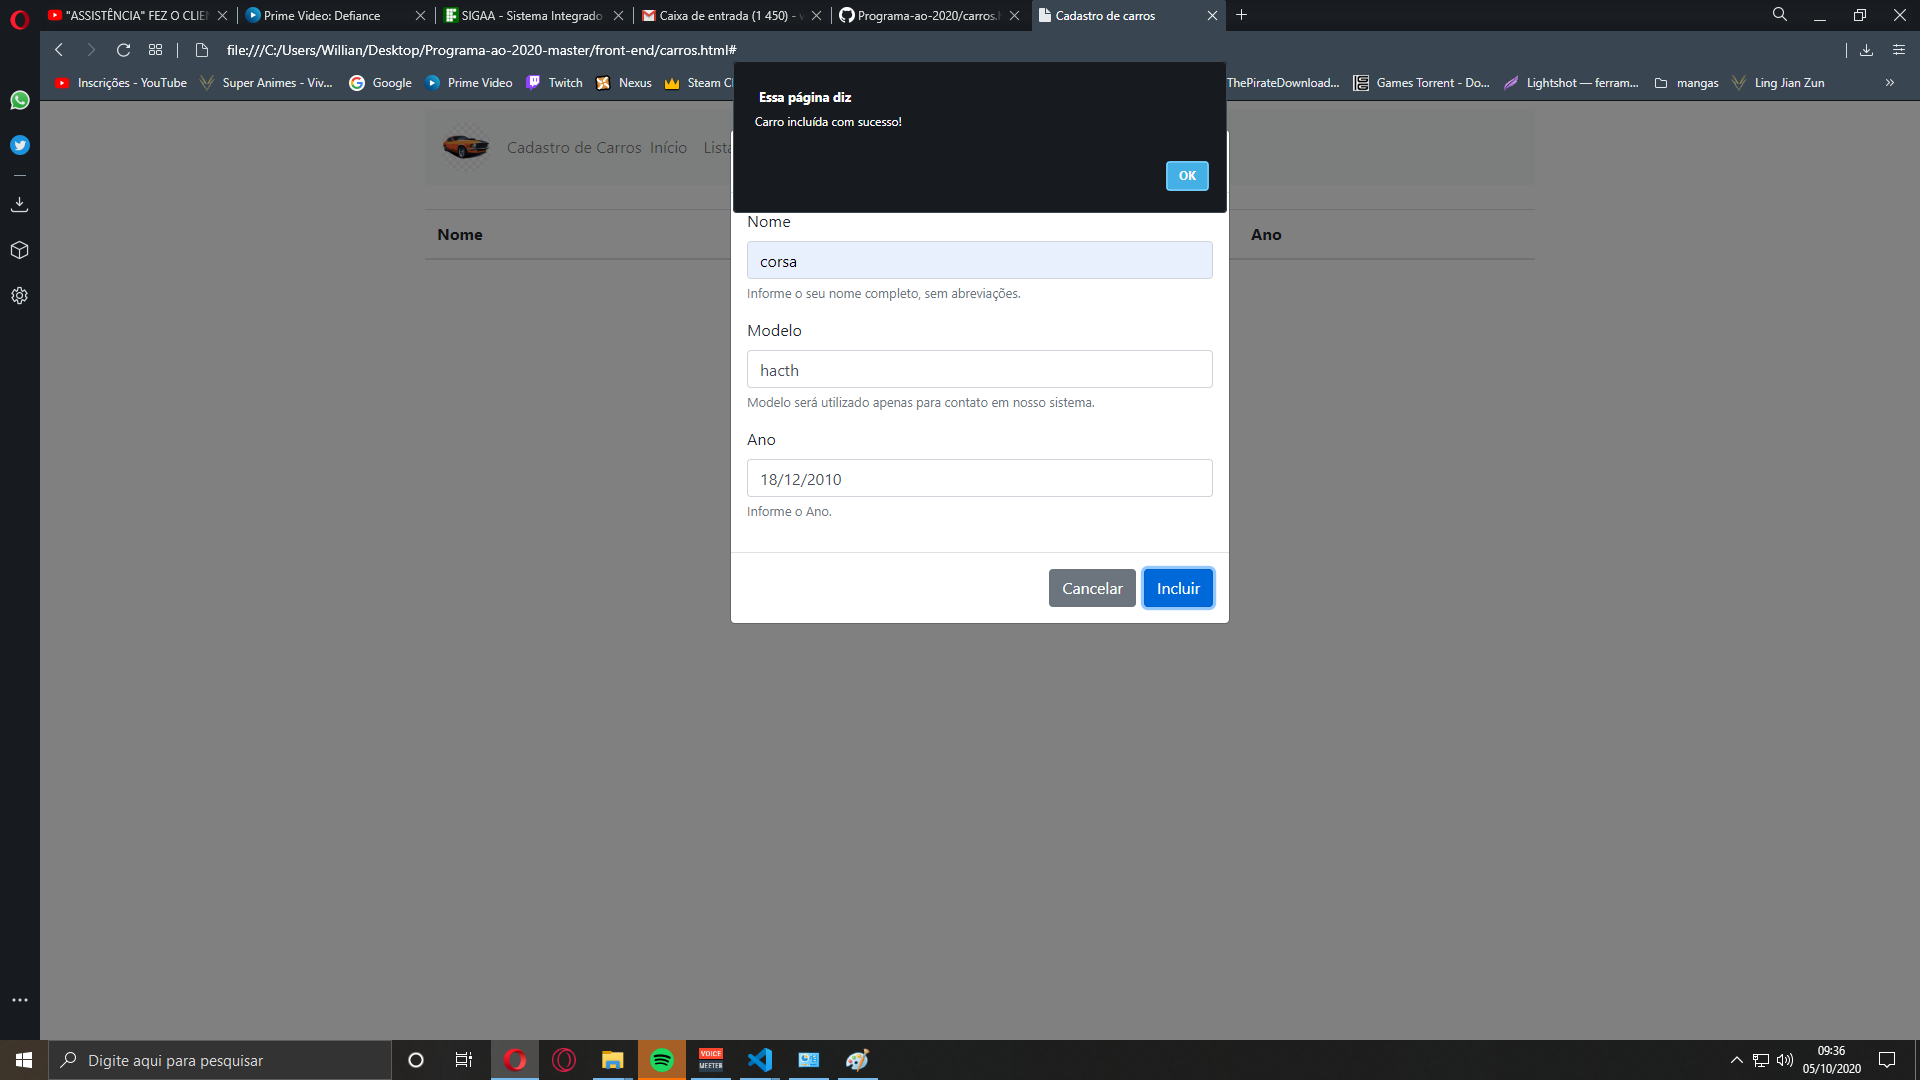 "ASSISTÊNCIA" FEZ O CLIEN
Prime Video: Defiance
SIGAA - Sistema Integrado
Caixa de entrada (1 450) -
Programa-ao-2020/carros.h
Cadastro de carros
file:///C:/Users/Willian/Desktop/Programa-ao-2020-master/front-end/carros.html#
Inscrições - YouTube
Super Animes - Viv...
Google
Prime Video
Twitch
Nexus
Steam C
ThePirateDownload...
Games Torrent - Do...
Lightshot — ferram...
mangas
Ling Jian Zun
»
Essa página diz
Carro incluída com sucesso!
OK
Cadastro de Carros Início Lista
Nome
Ano
Nome
corsa
Informe o seu nome completo, sem abreviações.
Modelo
hacth
Modelo será utilizado apenas para contato em nosso sistema.
Ano
18/12/2010
Informe o Ano.
Cancelar
Incluir
Digite aqui para pesquisar
VOICE
MEETER
09:36
05/10/2020